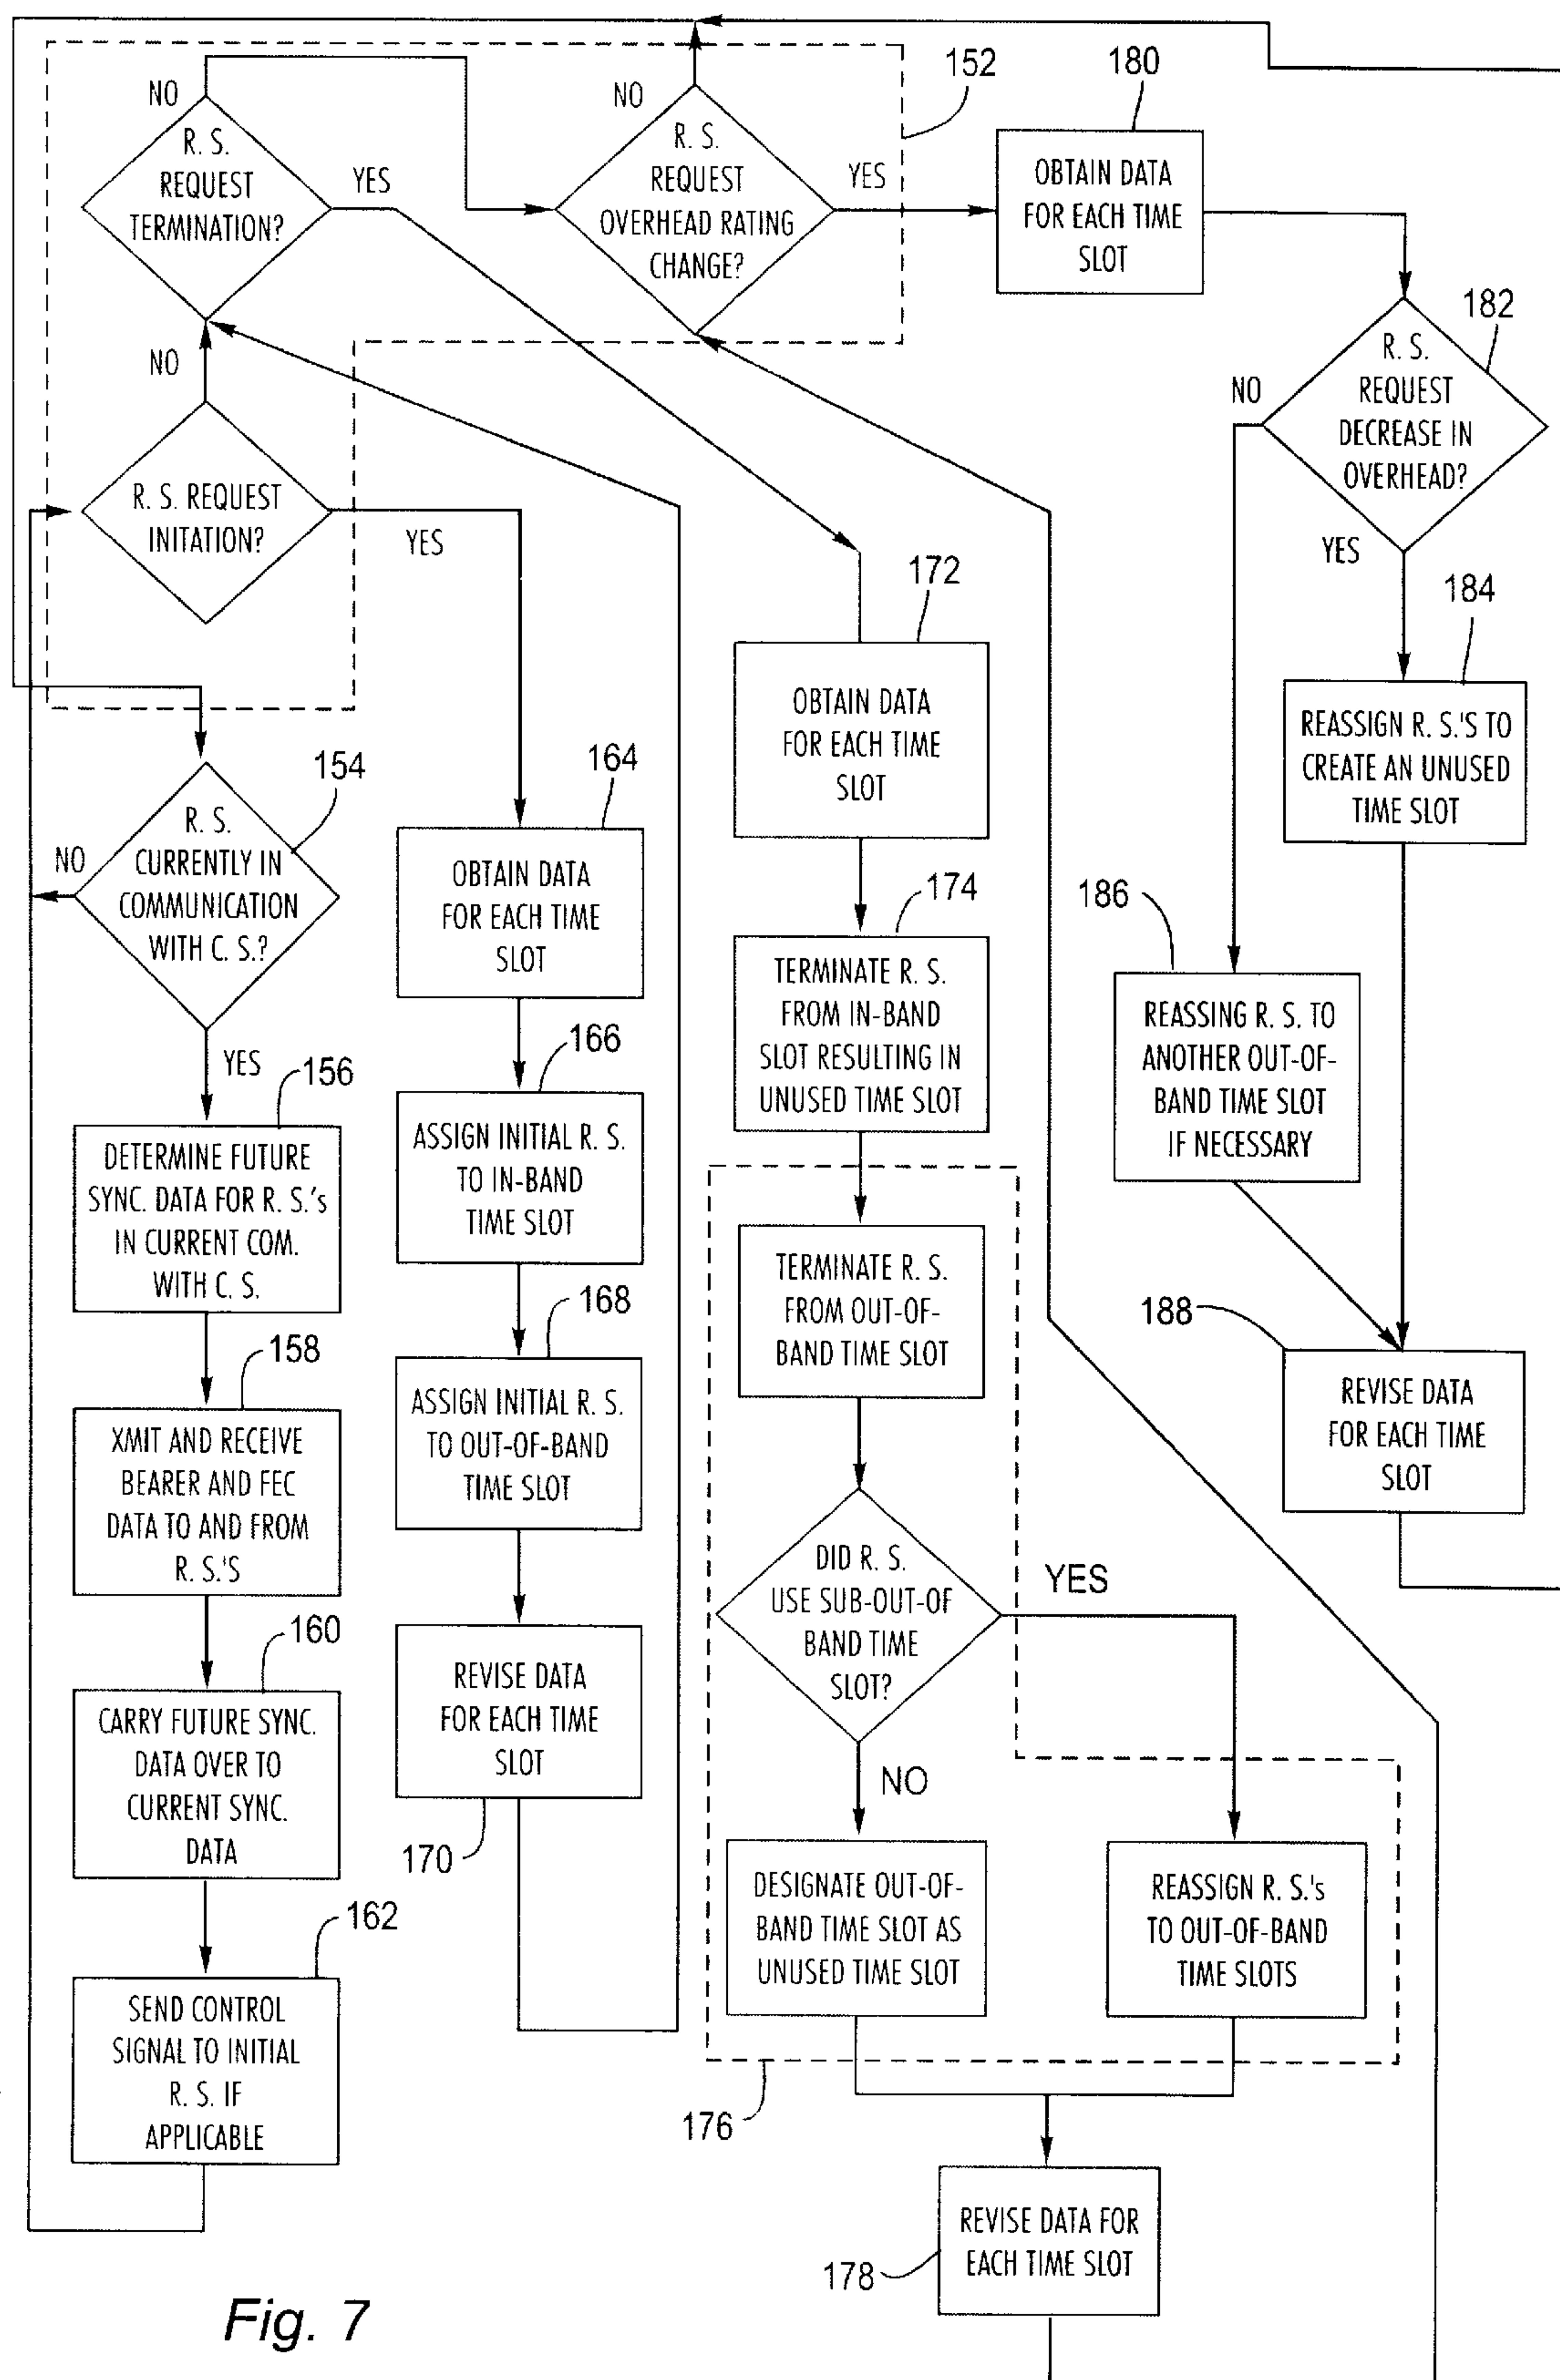 152
180
NO
R. S.
REQUEST
TERMINATION?
YES
NO
R. S.
REQUEST
OVERHEAD RATING
CHANGE?
YES
OBTAIN DATA
FOR EACH TIME
SLOT
182
R. S.
REQUEST
DECREASE IN
OVERHEAD?
NO
YES
NO
R. S. REQUEST
INITATION?
YES
184
REASSIGN R. S.'S TO
CREATE AN UNUSED
TIME SLOT
186
REASSING R. S. TO
ANOTHER OUT-OF-
BAND TIME SLOT
IF NECESSARY
188
REVISE DATA
FOR EACH TIME
SLOT
154
R. S.
CURRENTLY IN
COMMUNICATION
WITH C. S.?
NO
YES
156
DETERMINE FUTURE
SYNC. DATA FOR R. S.'s
IN CURRENT COM.
WITH C. S.
158
XMIT AND RECEIVE
BEARER AND FEC
DATA TO AND FROM
R. S.'S
160
CARRY FUTURE SYNC.
DATA OVER TO
CURRENT SYNC.
DATA
162
SEND CONTROL
SIGNAL TO INITIAL
R. S. IF
APPLICABLE
164
OBTAIN DATA
FOR EACH TIME
SLOT
166
ASSIGN INITIAL R. S.
TO IN-BAND
TIME SLOT
168
ASSIGN INITIAL R. S.
TO OUT-OF-BAND
TIME SLOT
REVISE DATA
FOR EACH TIME
SLOT
170
172
OBTAIN DATA
FOR EACH TIME
SLOT
174
TERMINATE R. S.
FROM IN-BAND
SLOT RESULTING IN
UNUSED TIME SLOT
TERMINATE R. S.
FROM OUT-OF-
BAND TIME SLOT
DID R. S.
USE SUB-OUT-OF
BAND TIME
SLOT?
YES
NO
DESIGNATE OUT-OF-
BAND TIME SLOT AS
UNUSED TIME SLOT
REASSIGN R. S.'s
TO OUT-OF-BAND
TIME SLOTS
176
REVISE DATA FOR
EACH TIME SLOT
178
Fig. 7